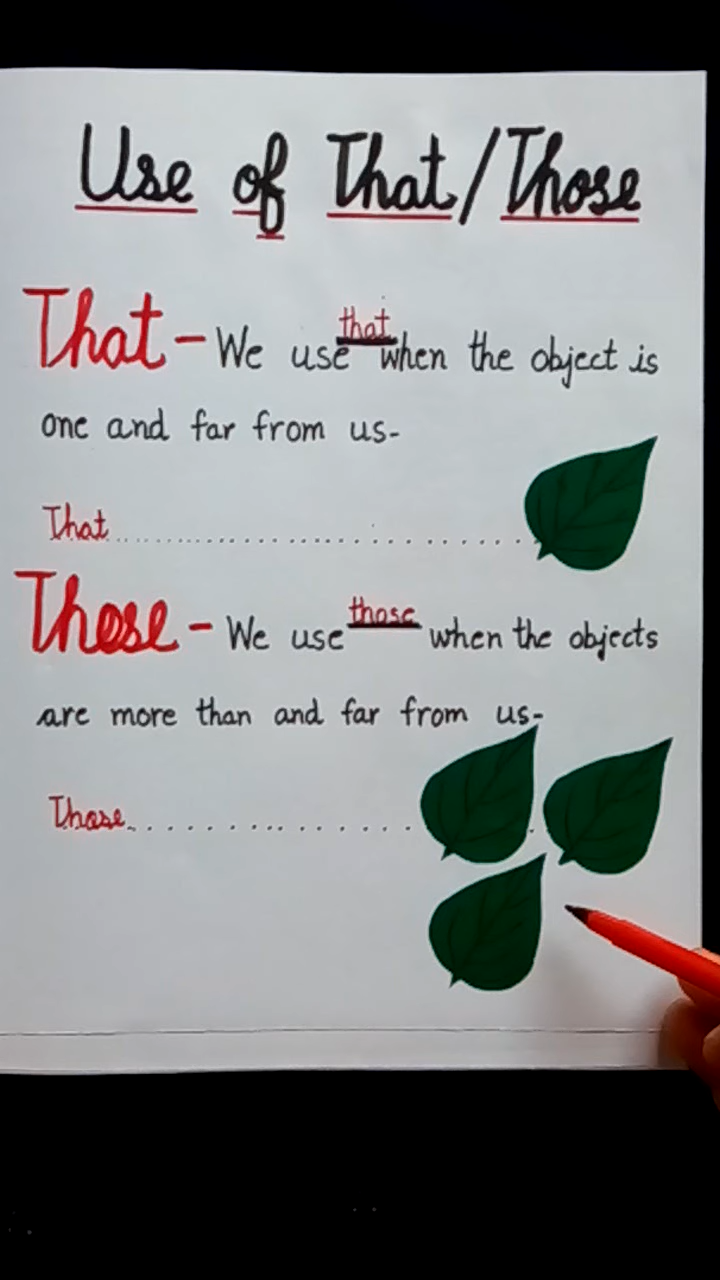 Use of That/Those
That - We use that when the object is
one and far from us-
That....................................
Those - We use those when the objects
are more than and far from us-
Those......................